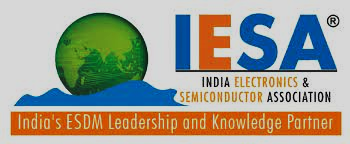 IESA®
INDIA ELECTRONICS &
SEMICONDUCTOR ASSOCIATION
India's ESDM Leadership and Knowledge Partner